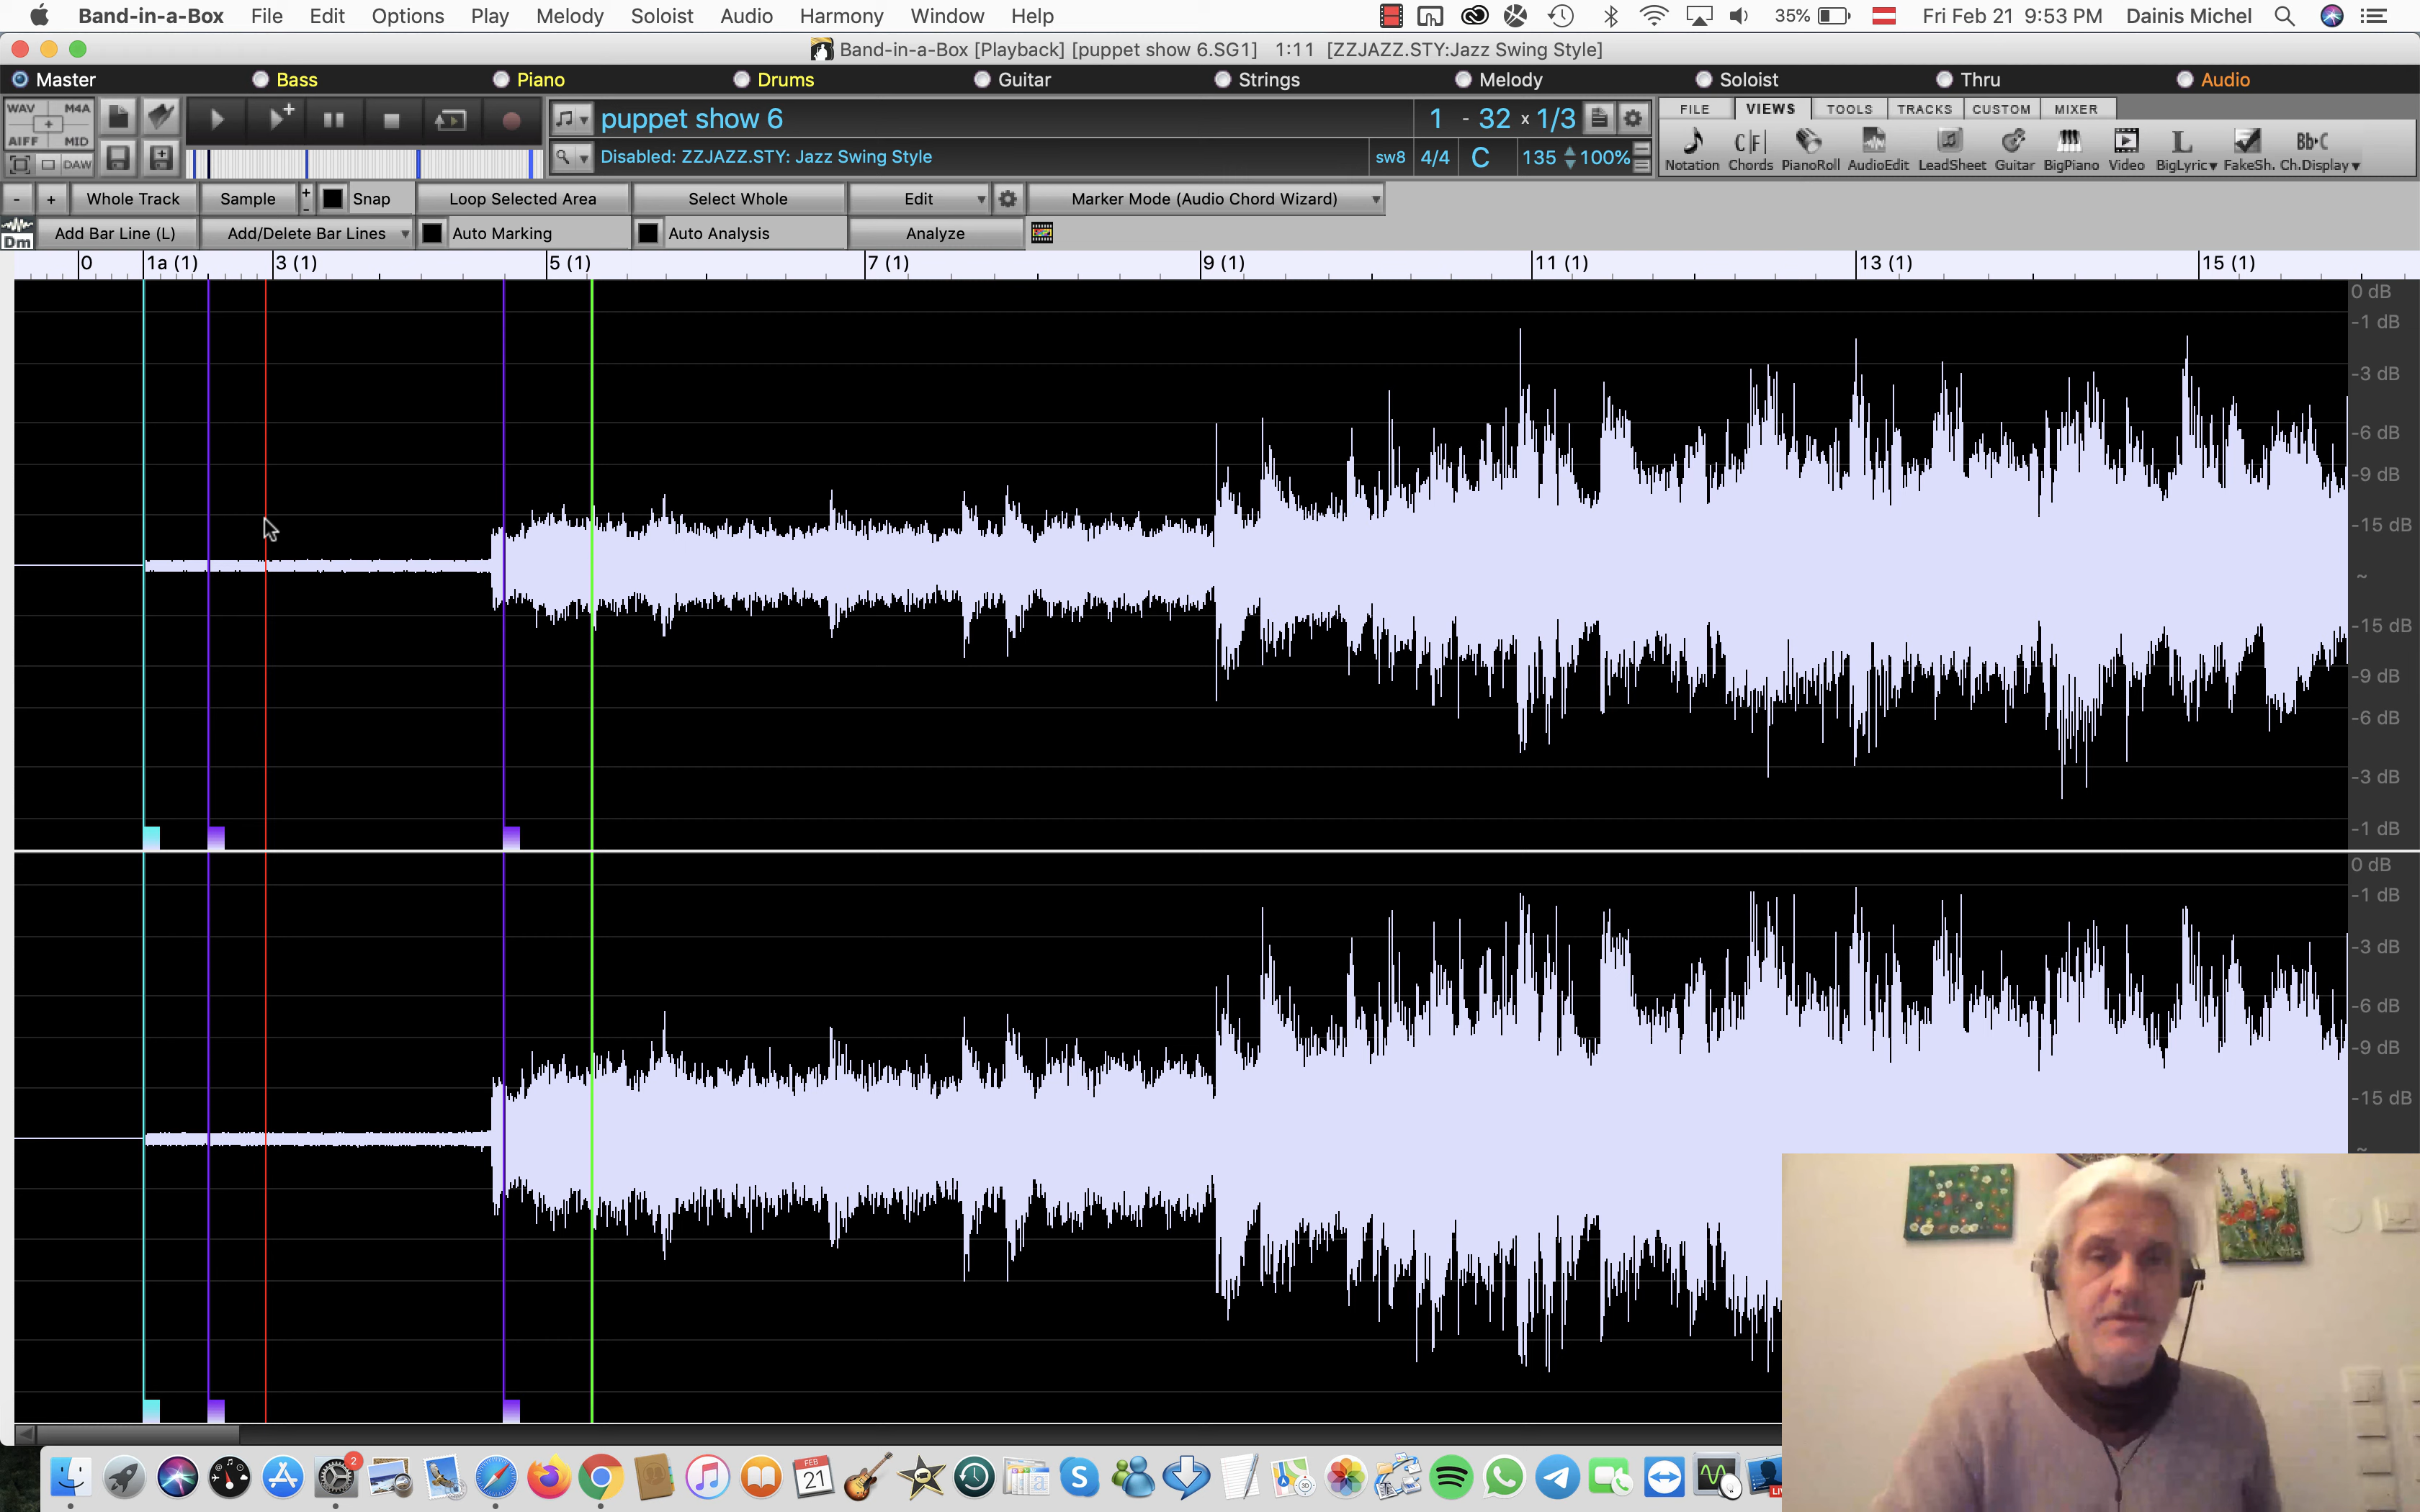 Band-in-a-Box File Edit Options Play Melody Soloist Audio Harmony Window Help 35% Fri Feb 21 9:53 PM Dainis Michel
Band-in-a-Box [Playback] [puppet show 6.SG1] 1:11 [ZZJAZZ.STY:Jazz Swing Style]
Master Bass Piano Drums Guitar Strings Melody Soloist Thru Audio
WAV M4A
AIFF MID
DAW
puppet show 6 1 - 32 x 1/3
Disabled: ZZJAZZ.STY: Jazz Swing Style sw8 4/4 C 135 100%
FILE VIEWS TOOLS TRACKS CUSTOM MIXER
C F L Bb▸C
Notation Chords PianoRoll AudioEdit LeadSheet Guitar BigPiano Video BigLyric FakeSh. Ch.Display
- + Whole Track Sample + - Snap Loop Selected Area Select Whole Edit Marker Mode (Audio Chord Wizard)
Dm Add Bar Line (L) Add/Delete Bar Lines Auto Marking Auto Analysis Analyze
0 1a (1) 3 (1) 5 (1) 7 (1) 9 (1) 11 (1) 13 (1) 15 (1)
0 dB
-1 dB
-3 dB
-6 dB
-9 dB
-15 dB
~
-15 dB
-9 dB
-6 dB
-3 dB
-1 dB
0 dB
-1 dB
-3 dB
-6 dB
-9 dB
-15 dB
~
2
FEB
21